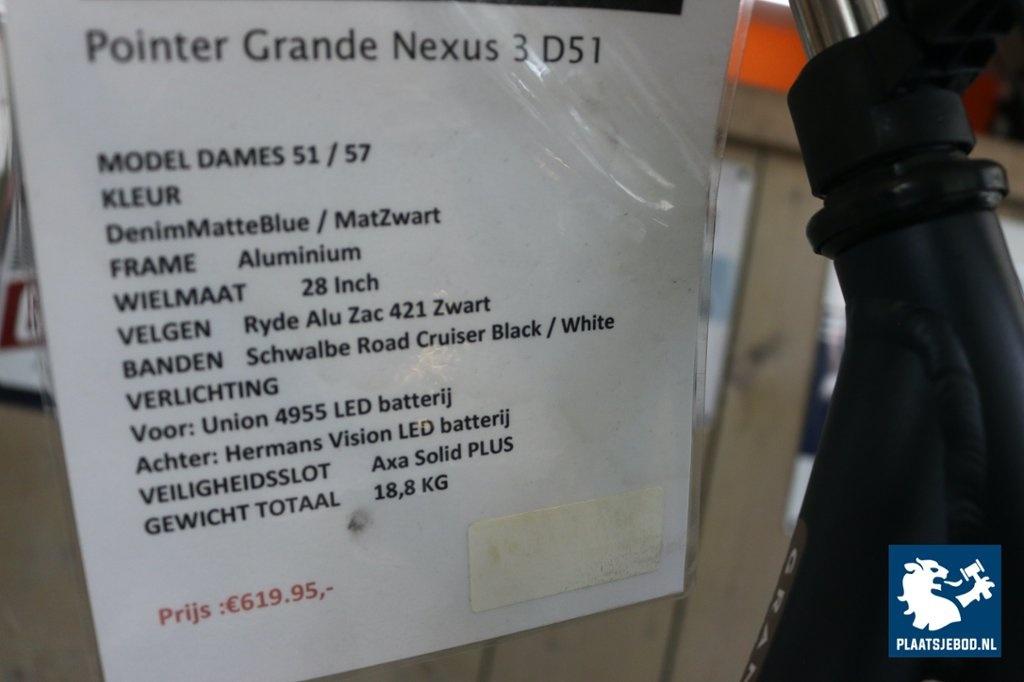 Pointer Grande Nexus 3 D51
MODEL DAMES 51 / 57
KLEUR
DenimMatteBlue / MatZwart
FRAME Aluminium
WIELMAAT 28 Inch
VELGEN Ryde Alu Zac 421 Zwart
BANDEN Schwalbe Road Cruiser Black / White
VERLICHTING
Voor: Union 4955 LED batterij
Achter: Hermans Vision LED batterij
VEILIGHEIDSSLOT Axa Solid PLUS
GEWICHT TOTAAL 18,8 KG
Prijs :€619.95,-
PLAATSJEBOD.NL